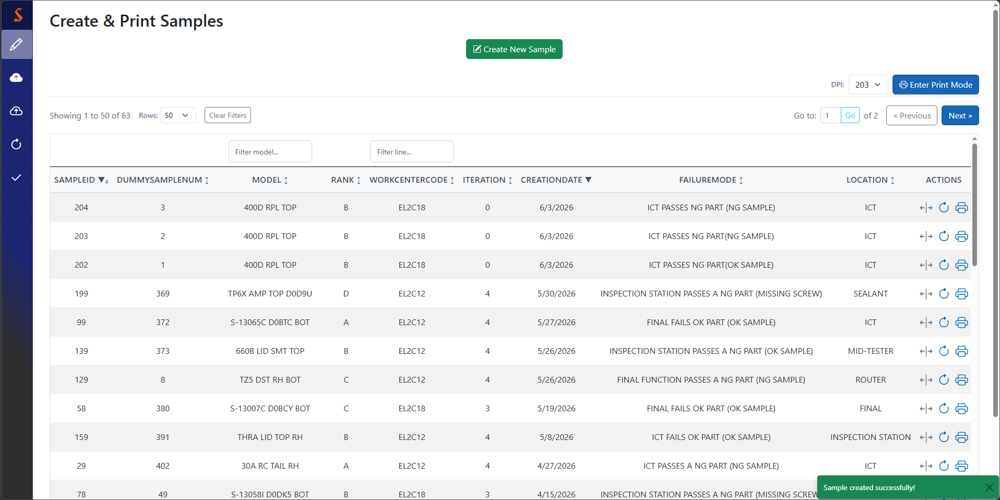 Create & Print Samples
Create New Sample
DPI: 203 Enter Print Mode
Showing 1 to 50 of 63 Rows: 50 Clear Filters Go to: 1 Go of 2 « Previous Next »
Filter model... Filter line...
SAMPLEID ▼₂ DUMMYSAMPLENUM ↕ MODEL ↕ RANK ↕ WORKCENTERCODE ↕ ITERATION ↕ CREATIONDATE ▼ FAILUREMODE ↕ LOCATION ↕ ACTIONS
204 3 400D RPL TOP B EL2C18 0 6/3/2026 ICT PASSES NG PART (NG SAMPLE) ICT
203 2 400D RPL TOP B EL2C18 0 6/3/2026 ICT PASSES NG PART(NG SAMPLE) ICT
202 1 400D RPL TOP B EL2C18 0 6/3/2026 ICT PASSES NG PART(OK SAMPLE) ICT
199 369 TP6X AMP TOP D0D9U D EL2C12 4 5/30/2026 INSPECTION STATION PASSES A NG PART (MISSING SCREW) SEALANT
99 372 S-13065C D0BTC BOT A EL2C12 4 5/27/2026 FINAL FAILS OK PART (OK SAMPLE) ICT
139 373 660B LID SMT TOP B EL2C12 4 5/26/2026 INSPECTION STATION PASSES A NG PART (OK SAMPLE) MID-TESTER
129 8 TZ5 DST RH BOT C EL2C12 4 5/26/2026 FINAL FUNCTION PASSES A NG PART (NG SAMPLE) ROUTER
58 380 S-13007C D0BCY BOT C EL2C18 3 5/19/2026 FINAL FAILS OK PART (OK SAMPLE) FINAL
159 391 THRA LID TOP RH B EL2C12 4 5/8/2026 ICT FAILS OK PART (OK SAMPLE) INSPECTION STATION
29 402 30A RC TAIL RH A EL2C12 4 4/27/2026 ICT PASSES A NG PART (NG SAMPLE) ICT
78 49 S-13058I D0DK5 BOT B EL2C18 3 4/15/2026 INSPECTION STATION PASSES A NG PART (MISSING SCREW
Sample created successfully!